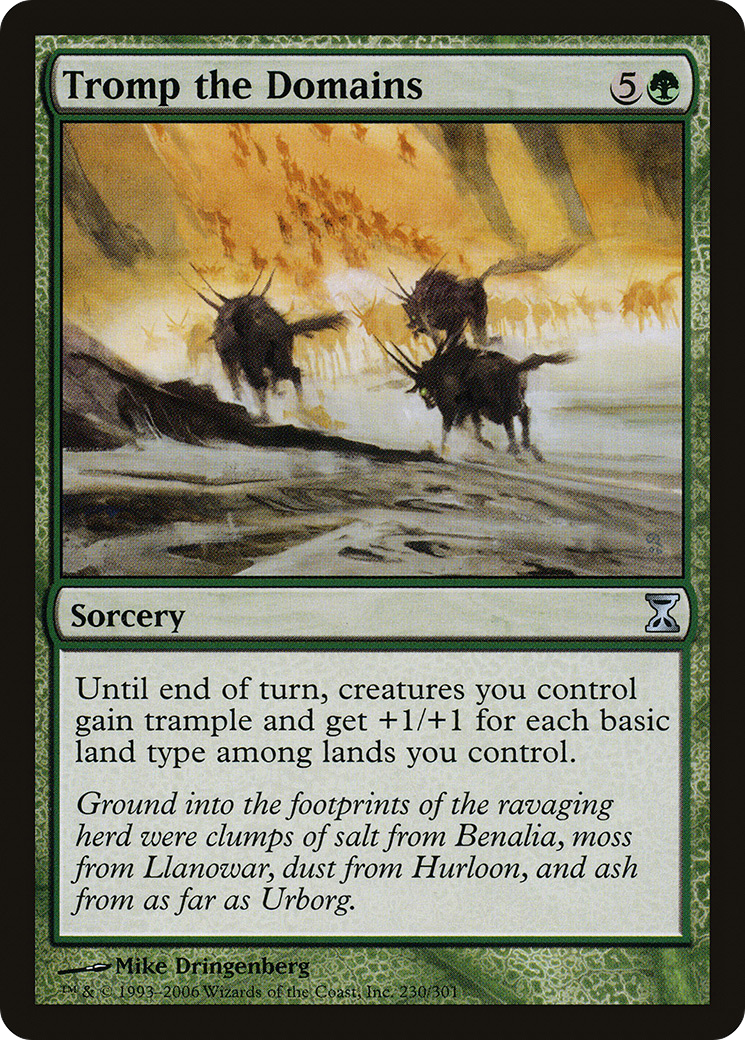 Tromp the Domains 5
Sorcery
Until end of turn, creatures you control
gain trample and get +1/+1 for each basic
land type among lands you control.
Ground into the footprints of the ravaging
herd were clumps of salt from Benalia, moss
from Llanowar, dust from Hurloon, and ash
from as far as Urborg.
Mike Dringenberg
™ & © 1993–2006 Wizards of the Coast, Inc. 230/301